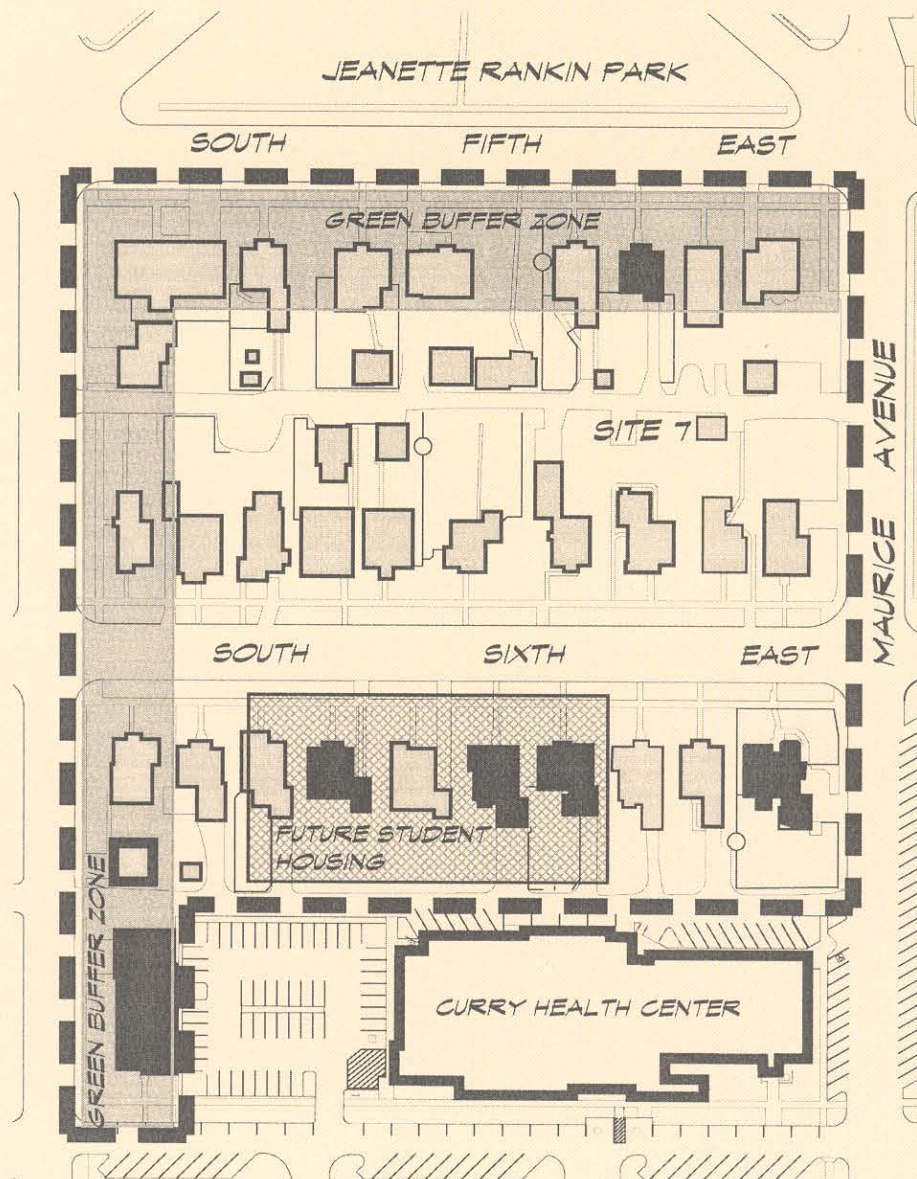 JEANETTE RANKIN PARK
SOUTH FIFTH EAST
GREEN BUFFER ZONE
MAURICE AVENUE
SITE 7
SOUTH SIXTH EAST
FUTURE STUDENT
HOUSING
GREEN BUFFER ZONE
CURRY HEALTH CENTER